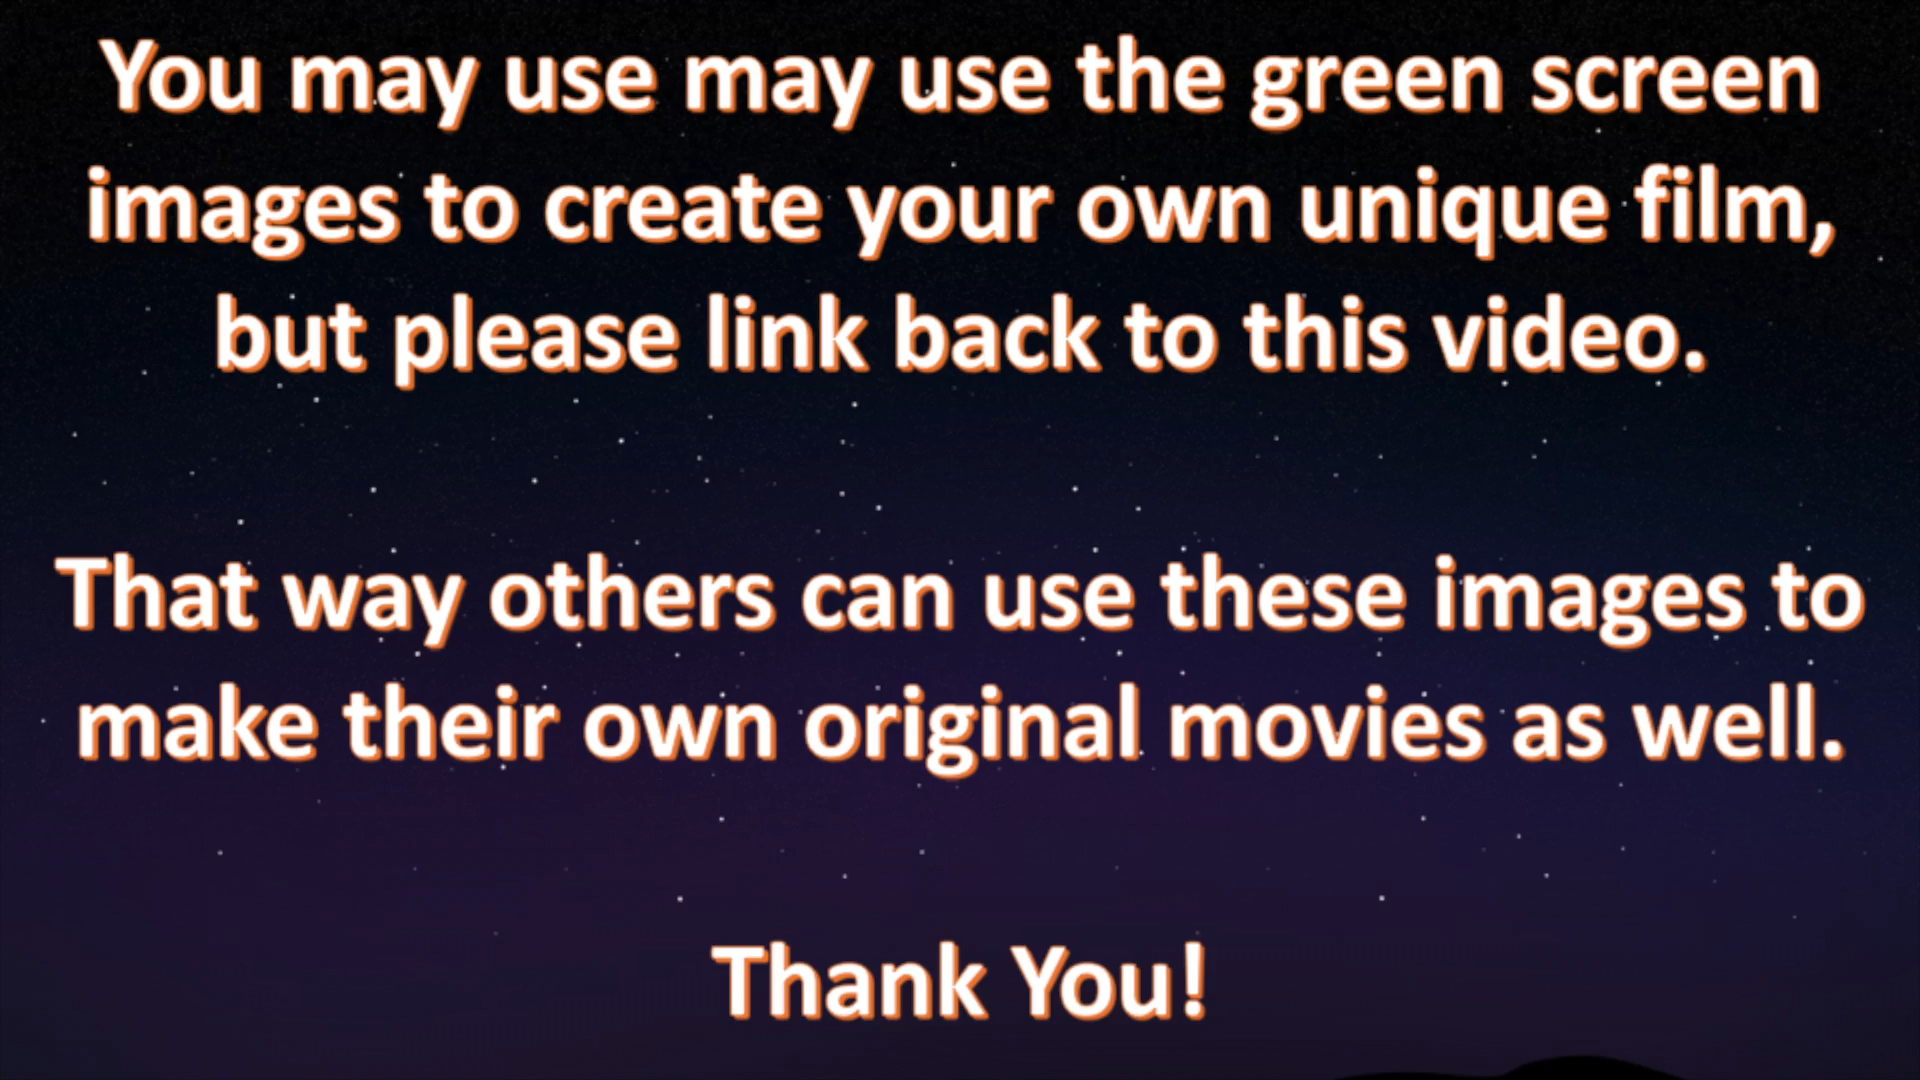 You may use may use the green screen
images to create your own unique film,
but please link back to this video.
That way others can use these images to
make their own original movies as well.
Thank You!